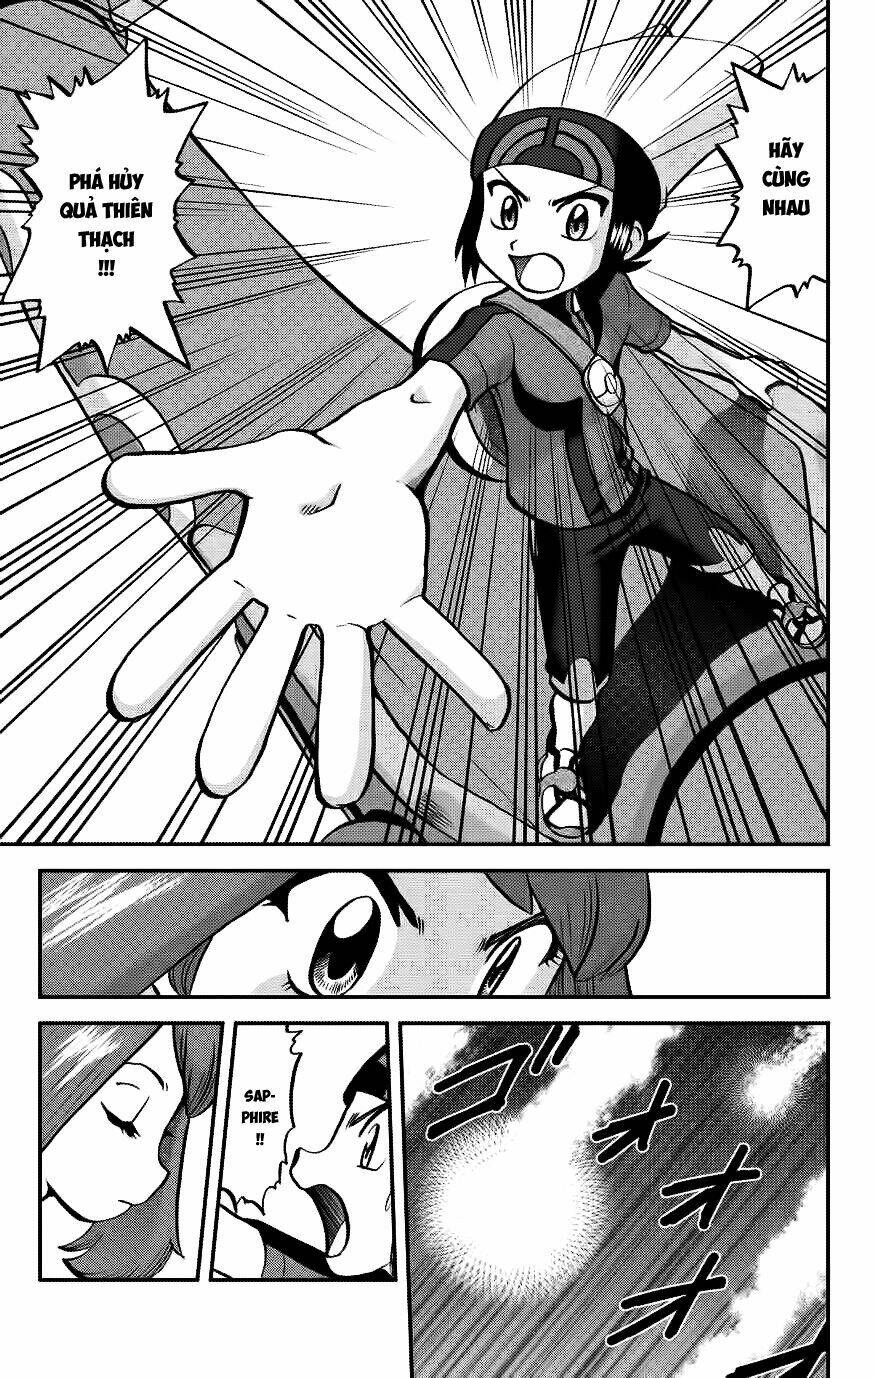 HÃY
CÙNG
NHAU
PHÁ HỦY
QUẢ THIÊN
THẠCH
!!!
ゴオオオオ
SAP-
PHIRE
!!